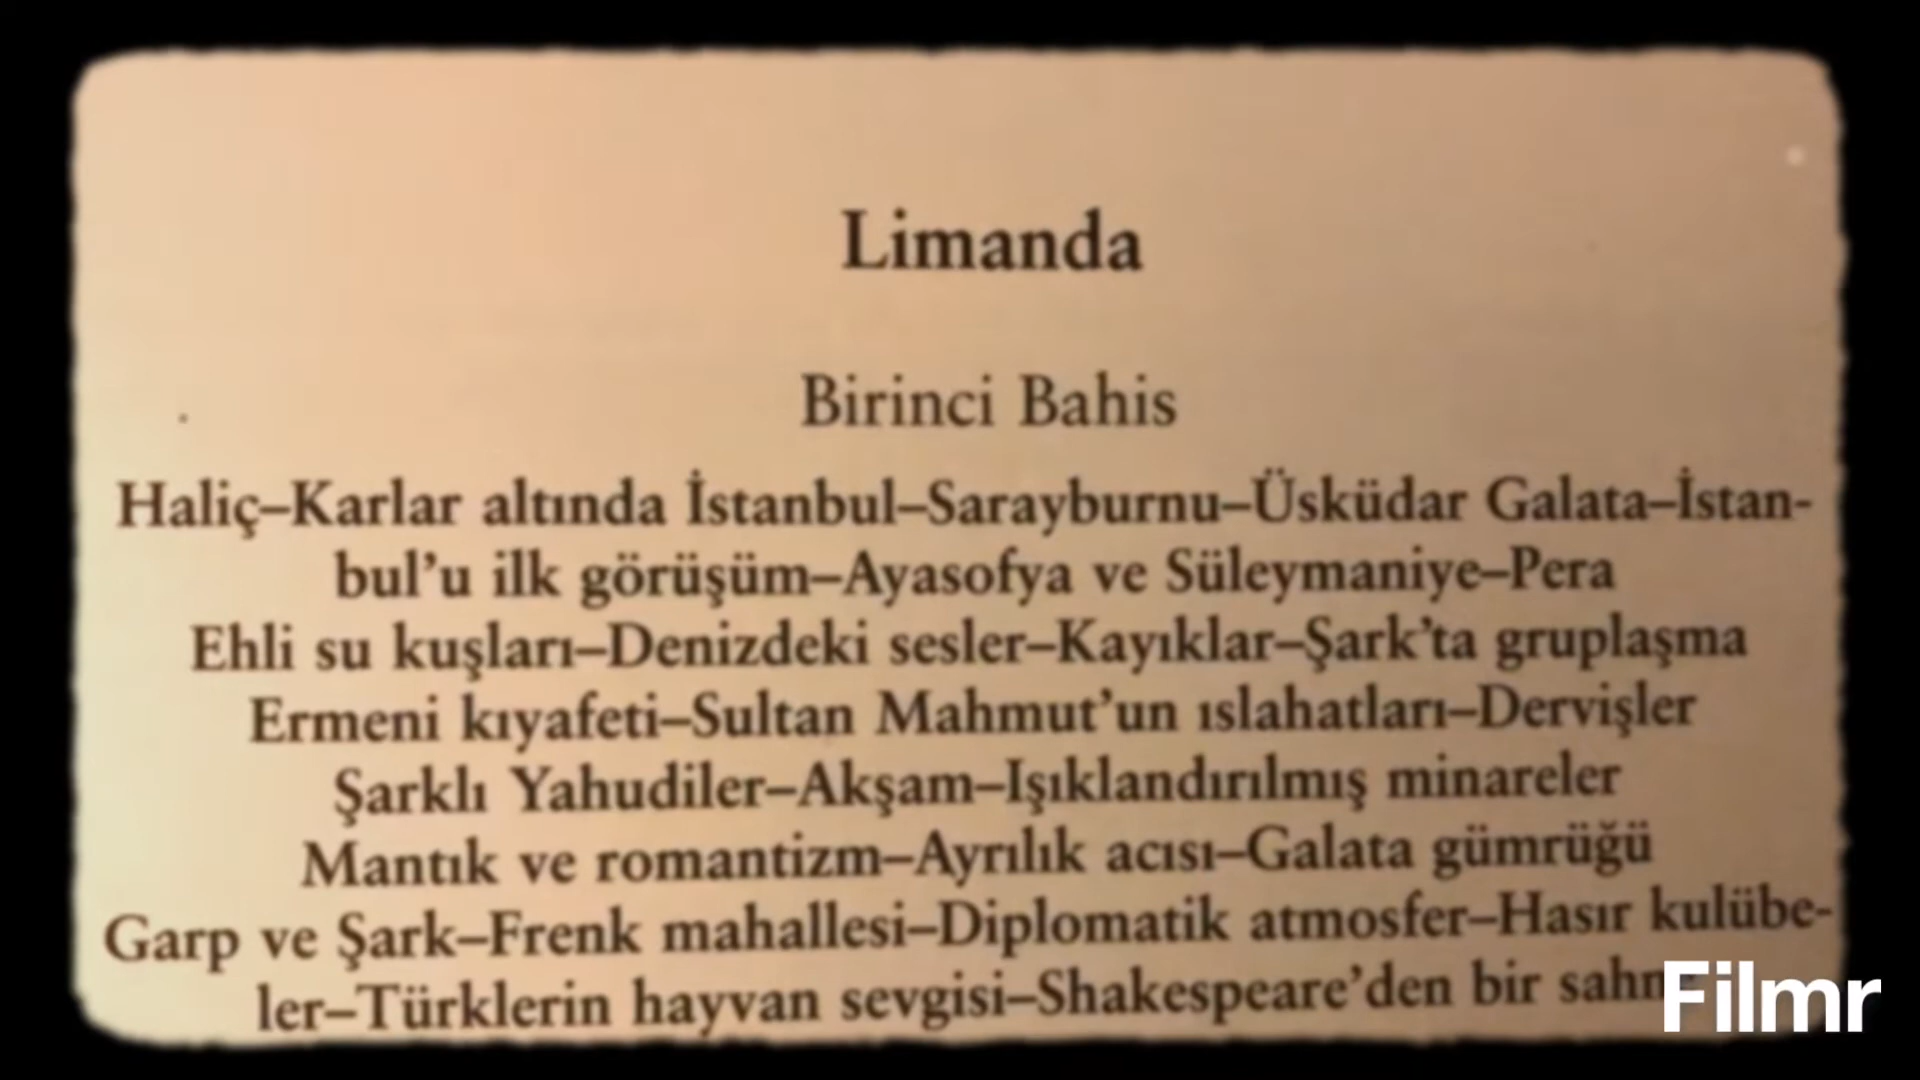 Limanda
Birinci Bahis
Haliç–Karlar altında İstanbul–Sarayburnu–Üsküdar Galata–İstan-
bul’u ilk görüşüm–Ayasofya ve Süleymaniye–Pera
Ehli su kuşları–Denizdeki sesler–Kayıklar–Şark’ta gruplaşma
Ermeni kıyafeti–Sultan Mahmut’un ıslahatları–Dervişler
Şarklı Yahudiler–Akşam–Işıklandırılmış minareler
Mantık ve romantizm–Ayrılık acısı–Galata gümrüğü
Garp ve Şark–Frenk mahallesi–Diplomatik atmosfer–Hasır kulübe-
ler–Türklerin hayvan sevgisi–Shakespeare’den bir
Filmr